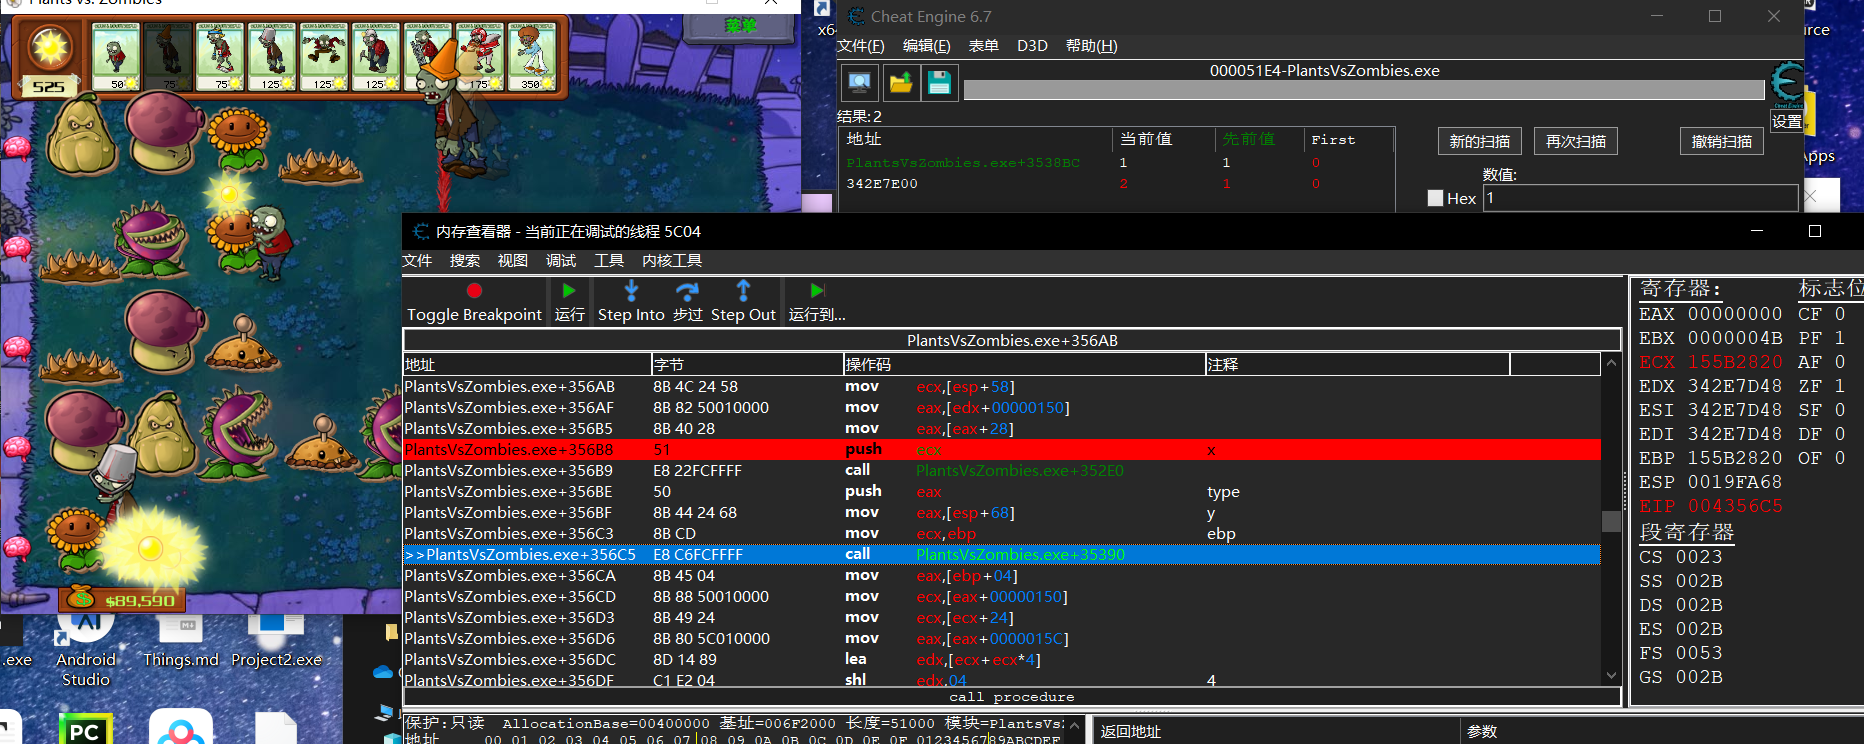 Plants vs. Zombies
525
50
75
75
125
125
125
175
350
菜单
x6
$89,590
.exe
Android Studio
Things.md
Project2.exe
PC
Cheat Engine 6.7
文件(F) 编辑(E) 表单 D3D 帮助(H)
000051E4-PlantsVsZombies.exe
结果:2
地址 当前值 先前值 First
PlantsVsZombies.exe+3538BC 1 1 0
342E7E00 2 1 0
新的扫描 再次扫描 撤销扫描
设置
数值:
Hex 1
rce
Apps
内存查看器 - 当前正在调试的线程 5C04
文件 搜索 视图 调试 工具 内核工具
Toggle Breakpoint 运行 Step Into 步过 Step Out 运行到...
PlantsVsZombies.exe+356AB
地址 字节 操作码 注释
PlantsVsZombies.exe+356AB 8B 4C 24 58 mov ecx,[esp+58]
PlantsVsZombies.exe+356AF 8B 82 50010000 mov eax,[edx+00000150]
PlantsVsZombies.exe+356B5 8B 40 28 mov eax,[eax+28]
PlantsVsZombies.exe+356B8 51 push ecx x
PlantsVsZombies.exe+356B9 E8 22FCFFFF call PlantsVsZombies.exe+352E0
PlantsVsZombies.exe+356BE 50 push eax type
PlantsVsZombies.exe+356BF 8B 44 24 68 mov eax,[esp+68] y
PlantsVsZombies.exe+356C3 8B CD mov ecx,ebp ebp
>>PlantsVsZombies.exe+356C5 E8 C6FCFFFF call PlantsVsZombies.exe+35390
PlantsVsZombies.exe+356CA 8B 45 04 mov eax,[ebp+04]
PlantsVsZombies.exe+356CD 8B 88 50010000 mov ecx,[eax+00000150]
PlantsVsZombies.exe+356D3 8B 49 24 mov ecx,[ecx+24]
PlantsVsZombies.exe+356D6 8B 80 5C010000 mov eax,[eax+0000015C]
PlantsVsZombies.exe+356DC 8D 14 89 lea edx,[ecx+ecx*4]
PlantsVsZombies.exe+356DF C1 E2 04 shl edx,04 4
call procedure
保护:只读 AllocationBase=00400000 基址=006F2000 长度=51000 模块=PlantsVsZ
地址 00 01 02 03 04 05 06 07 08 09 0A 0B 0C 0D 0E 0F 0123456789ABCDEF
返回地址 参数
寄存器: 标志位
EAX 00000000 CF 0
EBX 0000004B PF 1
ECX 155B2820 AF 0
EDX 342E7D48 ZF 1
ESI 342E7D48 SF 0
EDI 342E7D48 DF 0
EBP 155B2820 OF 0
ESP 0019FA68
EIP 004356C5
段寄存器
CS 0023
SS 002B
DS 002B
ES 002B
FS 0053
GS 002B